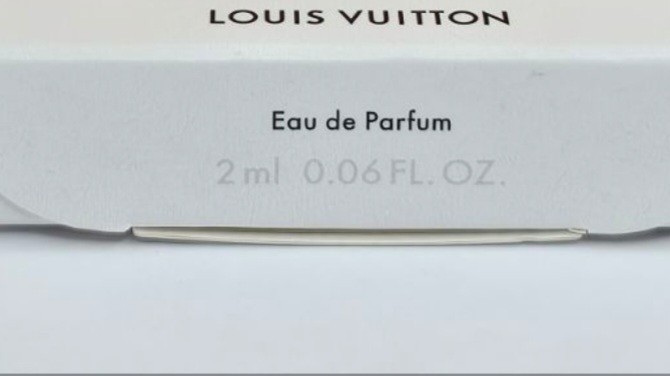 LOUIS VUITTON
Eau de Parfum
2 ml 0.06 FL. OZ.